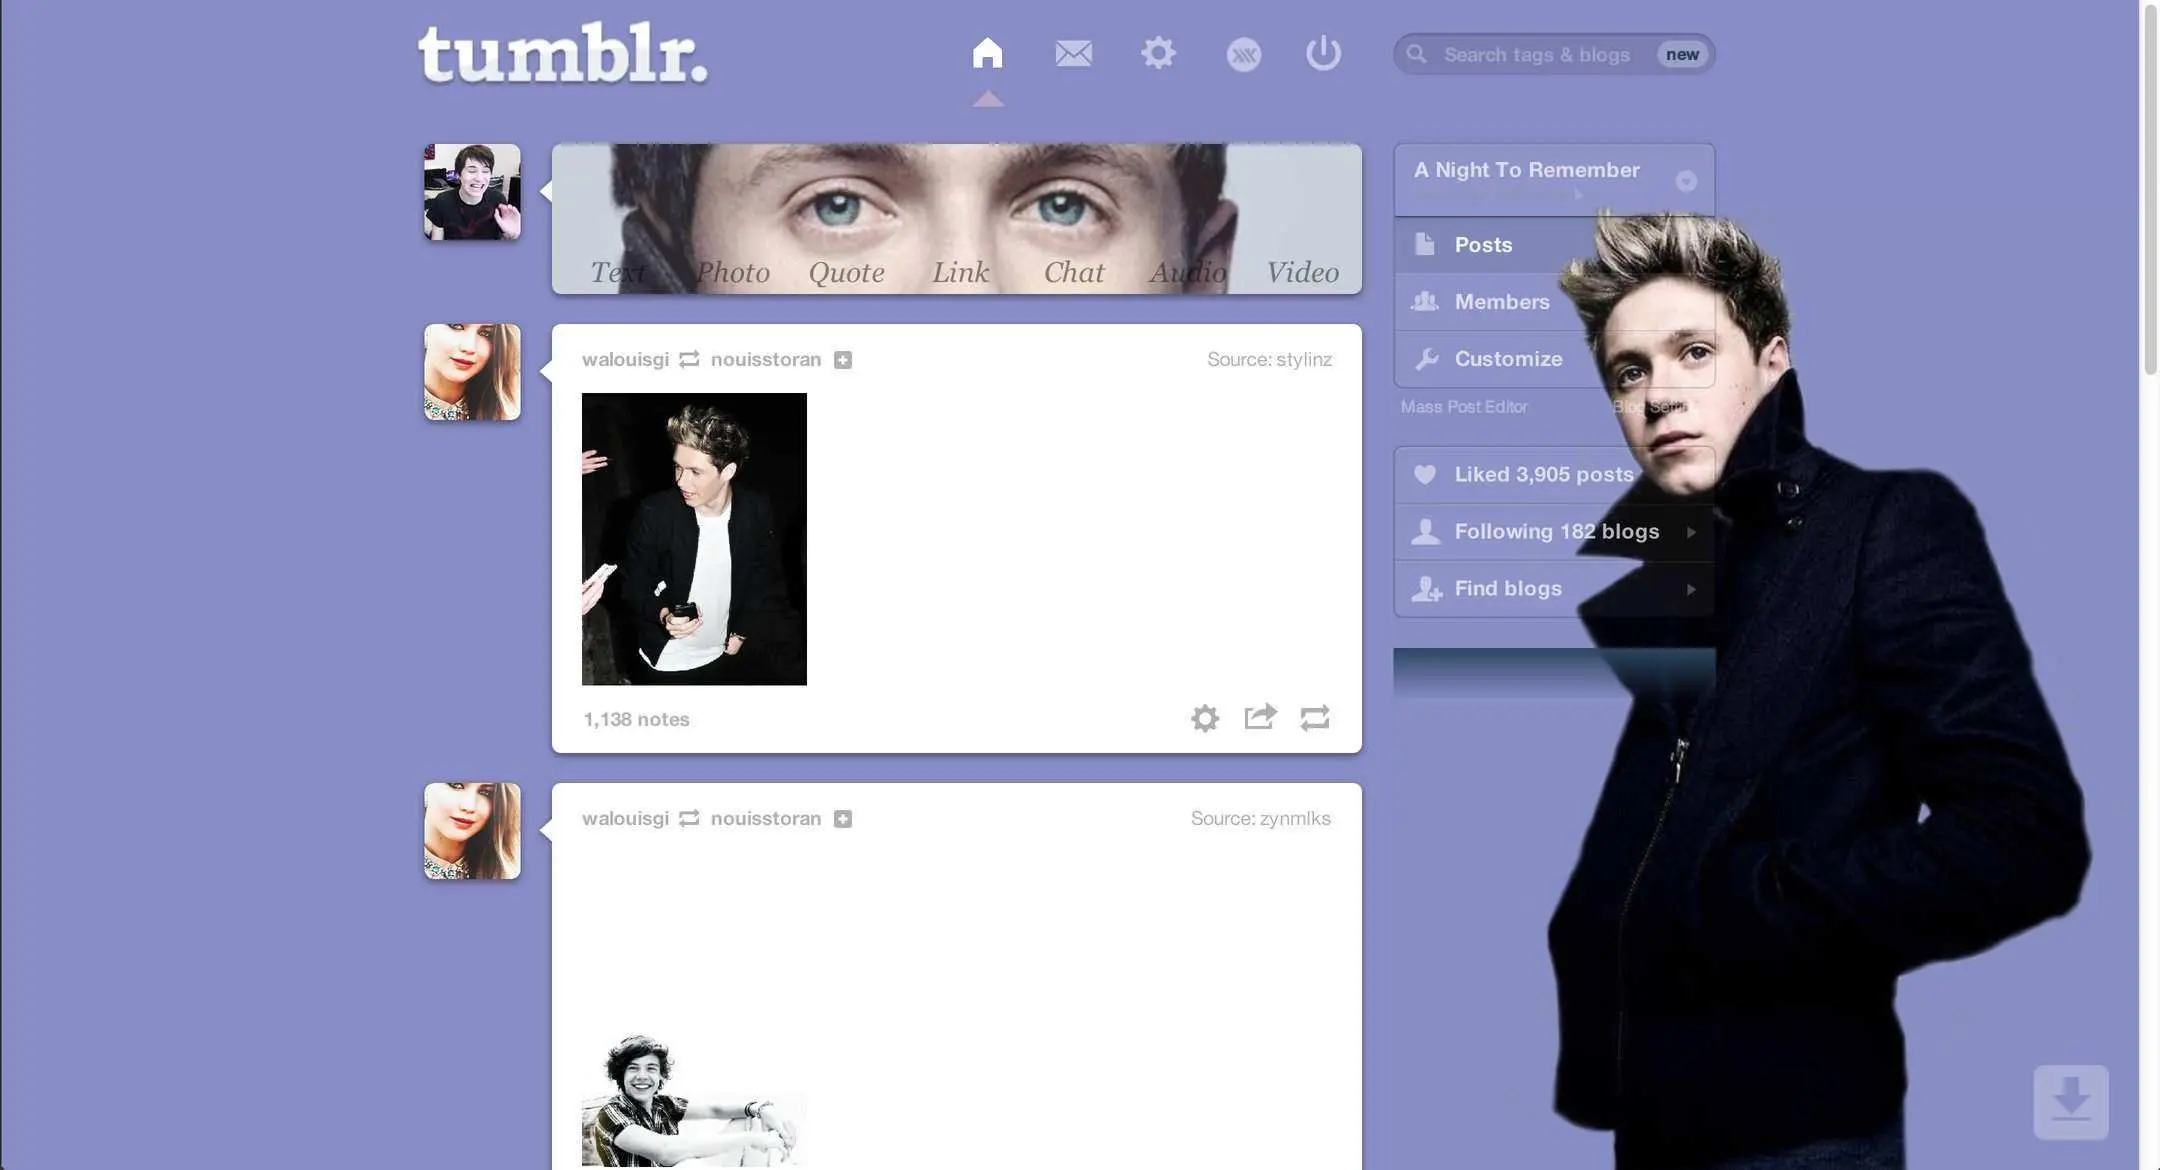 tumblr.
Search tags & blogs new
A Night To Remember
Text Photo Quote Link Chat Audio Video
Posts
Members
Customize
Mass Post Editor
walouisgi nouisstoran Source: stylinz
Liked 3,905 posts
Following 182 blogs
Find blogs
1,138 notes
walouisgi nouisstoran Source: zynmlks